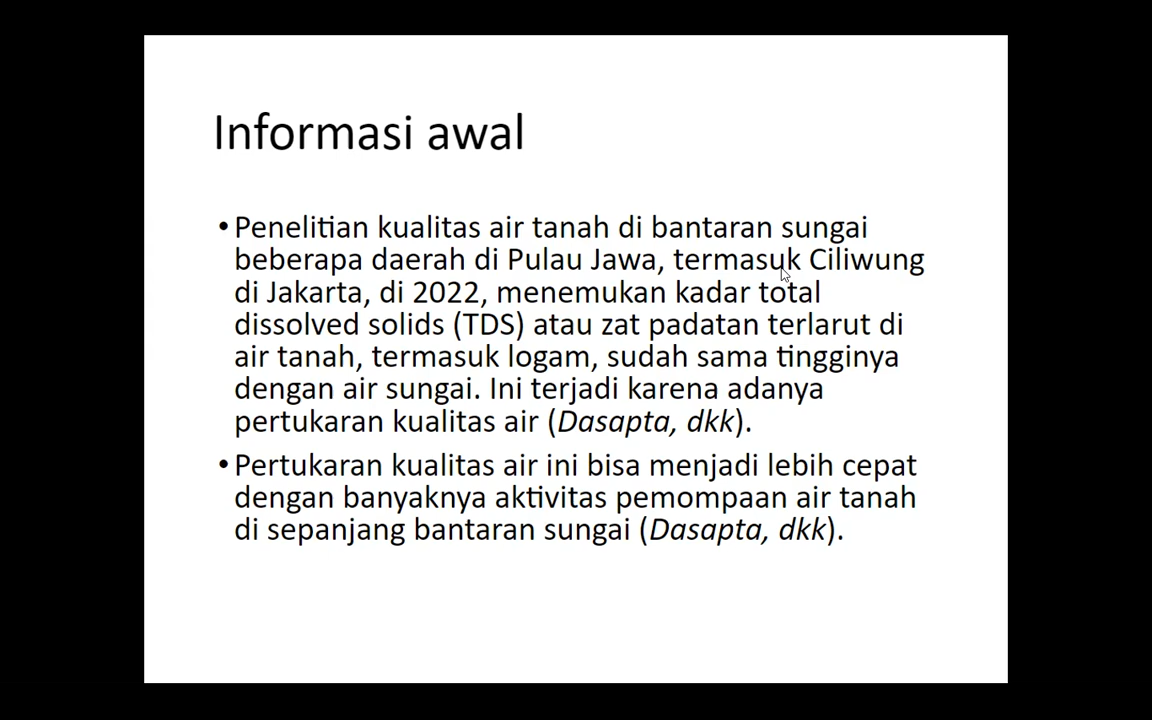 Informasi awal
•Penelitian kualitas air tanah di bantaran sungai
beberapa daerah di Pulau Jawa, termasuk Ciliwung
di Jakarta, di 2022, menemukan kadar total
dissolved solids (TDS) atau zat padatan terlarut di
air tanah, termasuk logam, sudah sama tingginya
dengan air sungai. Ini terjadi karena adanya
pertukaran kualitas air (Dasapta, dkk).
•Pertukaran kualitas air ini bisa menjadi lebih cepat
dengan banyaknya aktivitas pemompaan air tanah
di sepanjang bantaran sungai (Dasapta, dkk).